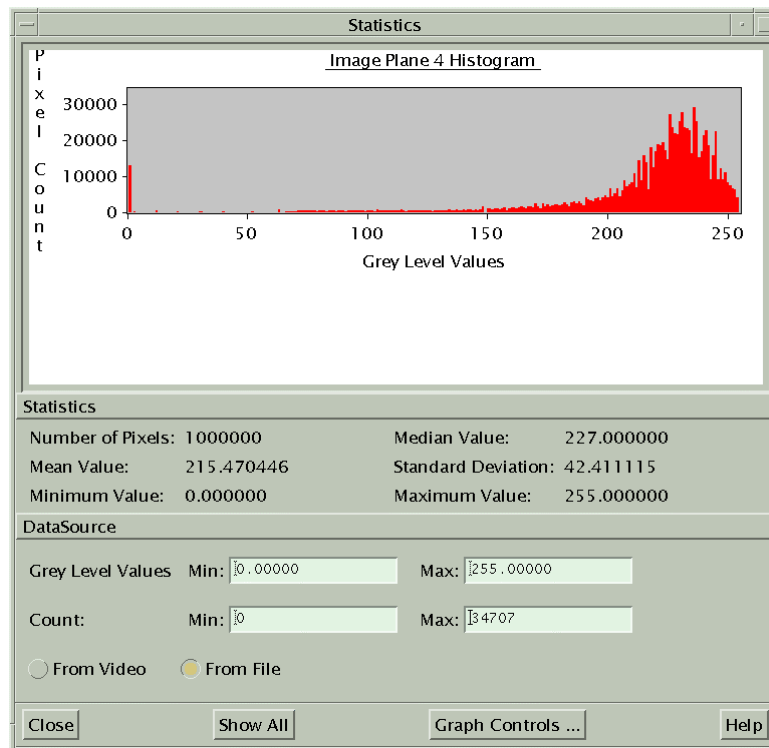 Statistics
Image Plane 4 Histogram
Pixel Count
30000
20000
10000
0
0 50 100 150 200 250
Grey Level Values
Statistics
Number of Pixels: 1000000 Median Value: 227.000000
Mean Value: 215.470446 Standard Deviation: 42.411115
Minimum Value: 0.000000 Maximum Value: 255.000000
DataSource
Grey Level Values Min: 0.00000 Max: 255.00000
Count: Min: 0 Max: 34707
From Video From File
Close Show All Graph Controls ... Help